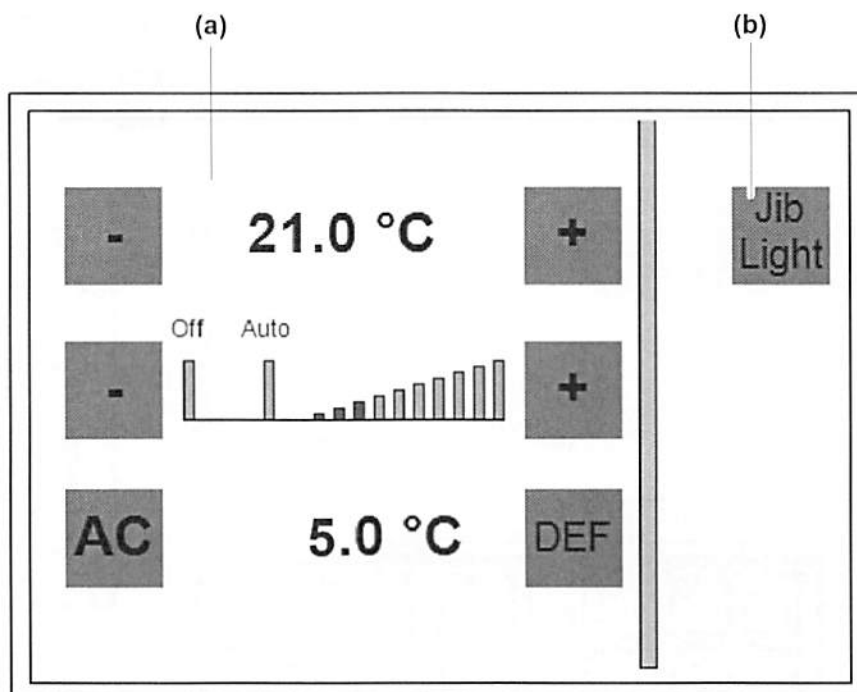 (a) (b)
- 21.0 °C + Jib
Light
Off Auto
- +
AC 5.0 °C DEF